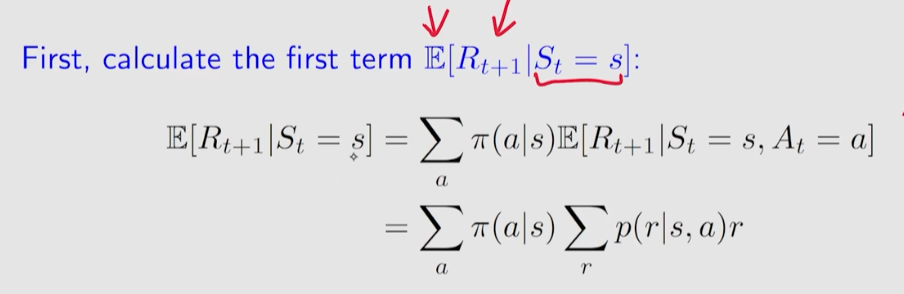 First, calculate the first term 𝔼[R_{t+1}|S_t = s]:
𝔼[R_{t+1}|S_t = s] = ∑_a π(a|s)𝔼[R_{t+1}|S_t = s, A_t = a]
= ∑_a π(a|s) ∑_r p(r|s, a)r